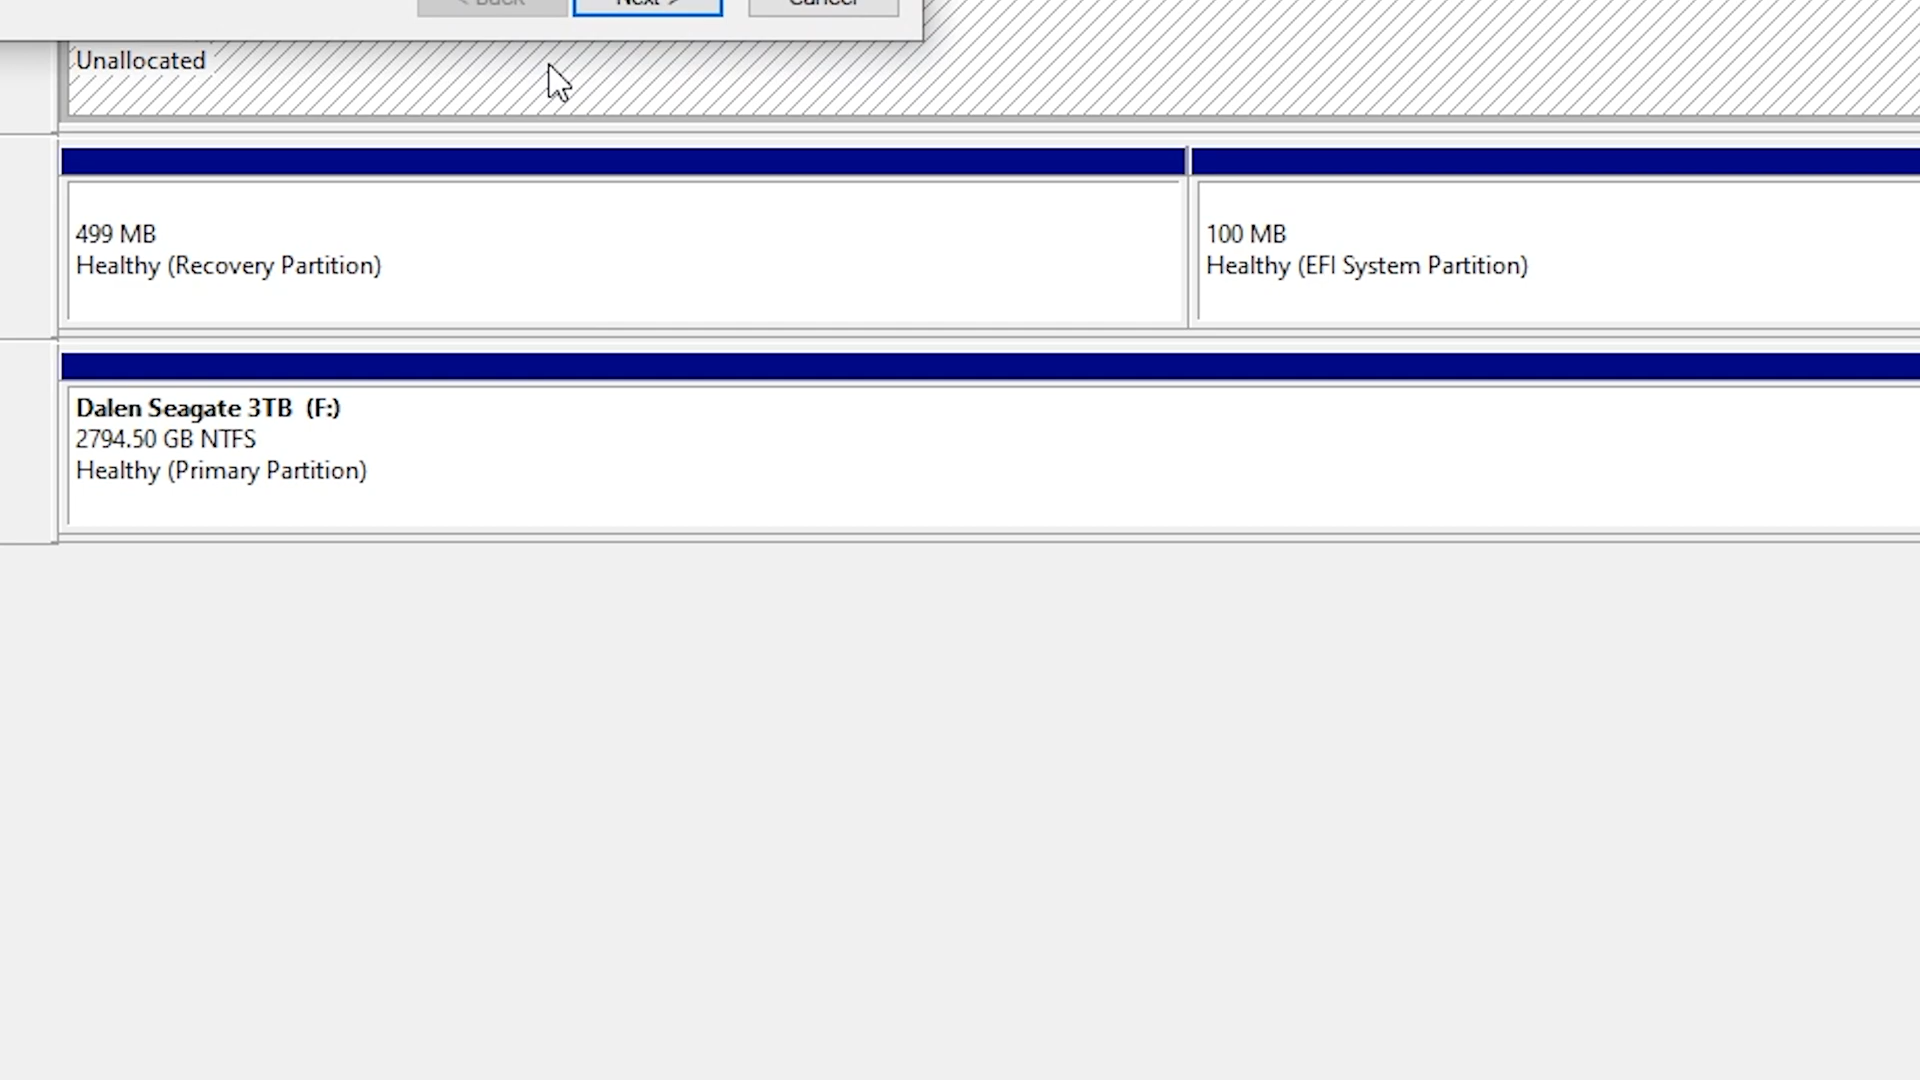 < Back Next > Cancel
Unallocated
499 MB
Healthy (Recovery Partition)
100 MB
Healthy (EFI System Partition)
Dalen Seagate 3TB (F:)
2794.50 GB NTFS
Healthy (Primary Partition)